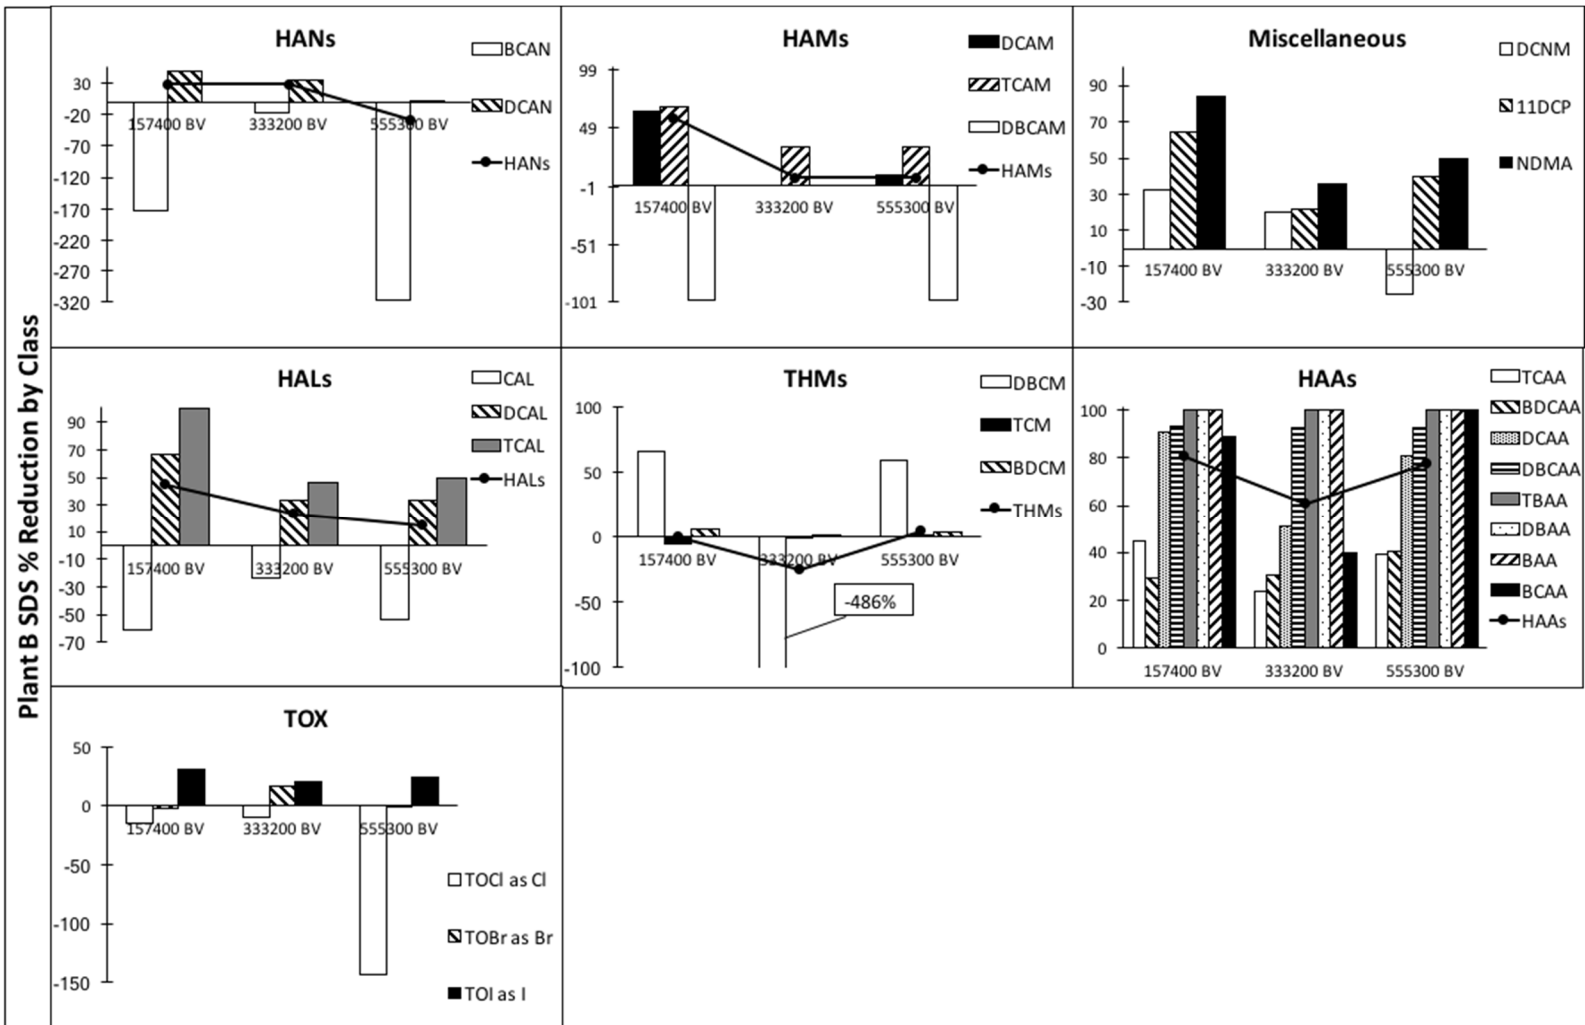 Plant B SDS % Reduction by Class
HANs
30
-20
-70
-120
-170
-220
-270
-320
157400 BV
333200 BV
555300 BV
BCAN
DCAN
HANs
HAMs
99
49
-1
-51
-101
157400 BV
333200 BV
555300 BV
DCAM
TCAM
DBCAM
HAMs
Miscellaneous
90
70
50
30
10
-10
-30
157400 BV
333200 BV
555300 BV
DCNM
11DCP
NDMA
HALs
90
70
50
30
10
-10
-30
-50
-70
157400 BV
333200 BV
555300 BV
CAL
DCAL
TCAL
HALs
THMs
100
50
0
-50
-100
157400 BV
333200 BV
555300 BV
-486%
DBCM
TCM
BDCM
THMs
HAAs
100
80
60
40
20
0
157400 BV
333200 BV
555300 BV
TCAA
BDCAA
DCAA
DBCAA
TBAA
DBAA
BAA
BCAA
HAAs
TOX
50
0
-50
-100
-150
157400 BV
333200 BV
555300 BV
TOCl as Cl
TOBr as Br
TOI as I